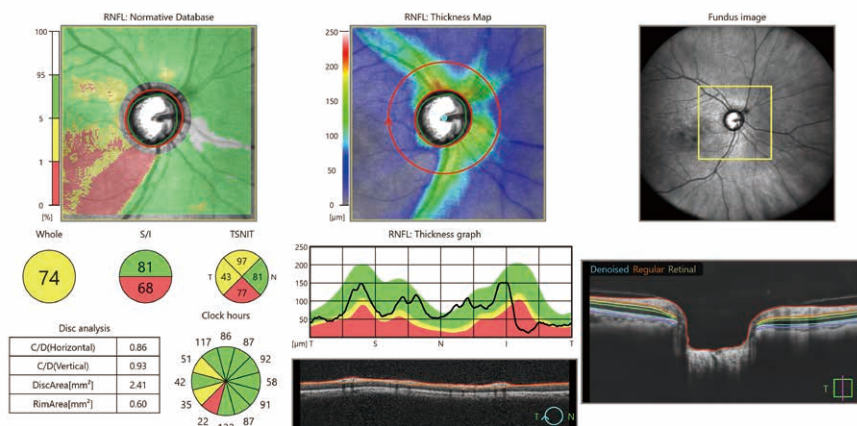 RNFL: Normative Database
100
95
5
1
0
[%]
RNFL: Thickness Map
250
200
150
100
50
0
[µm]
Fundus image
Whole
74
S/I
81
68
TSNIT
97
T 43 81 N
77
Clock hours
86
117 87
51 92
42 58
35 91
22 87
Disc analysis
C/D(Horizontal) 0.86
C/D(Vertical) 0.93
DiscArea[mm²] 2.41
RimArea[mm²] 0.60
RNFL: Thickness graph
250
200
150
100
50
[µm] T S N I T
T N
Denoised Regular Retinal
T